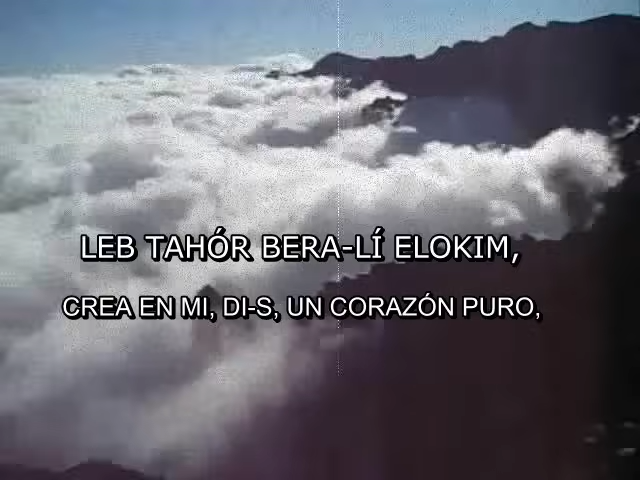 LEB TAHÓR BERA-LÍ ELOKIM,
CREA EN MI, DI-S, UN CORAZÓN PURO,